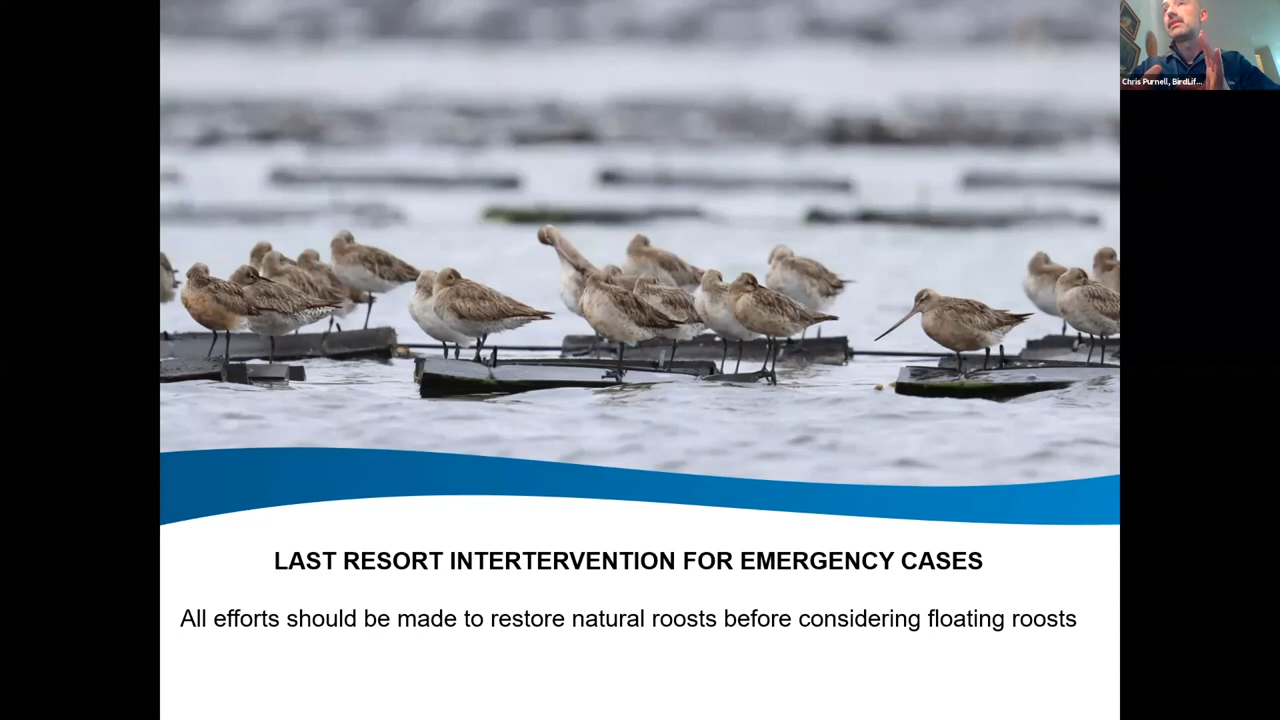 Chris Purnell, BirdLif...
LAST RESORT INTERTERVENTION FOR EMERGENCY CASES
All efforts should be made to restore natural roosts before considering floating roosts